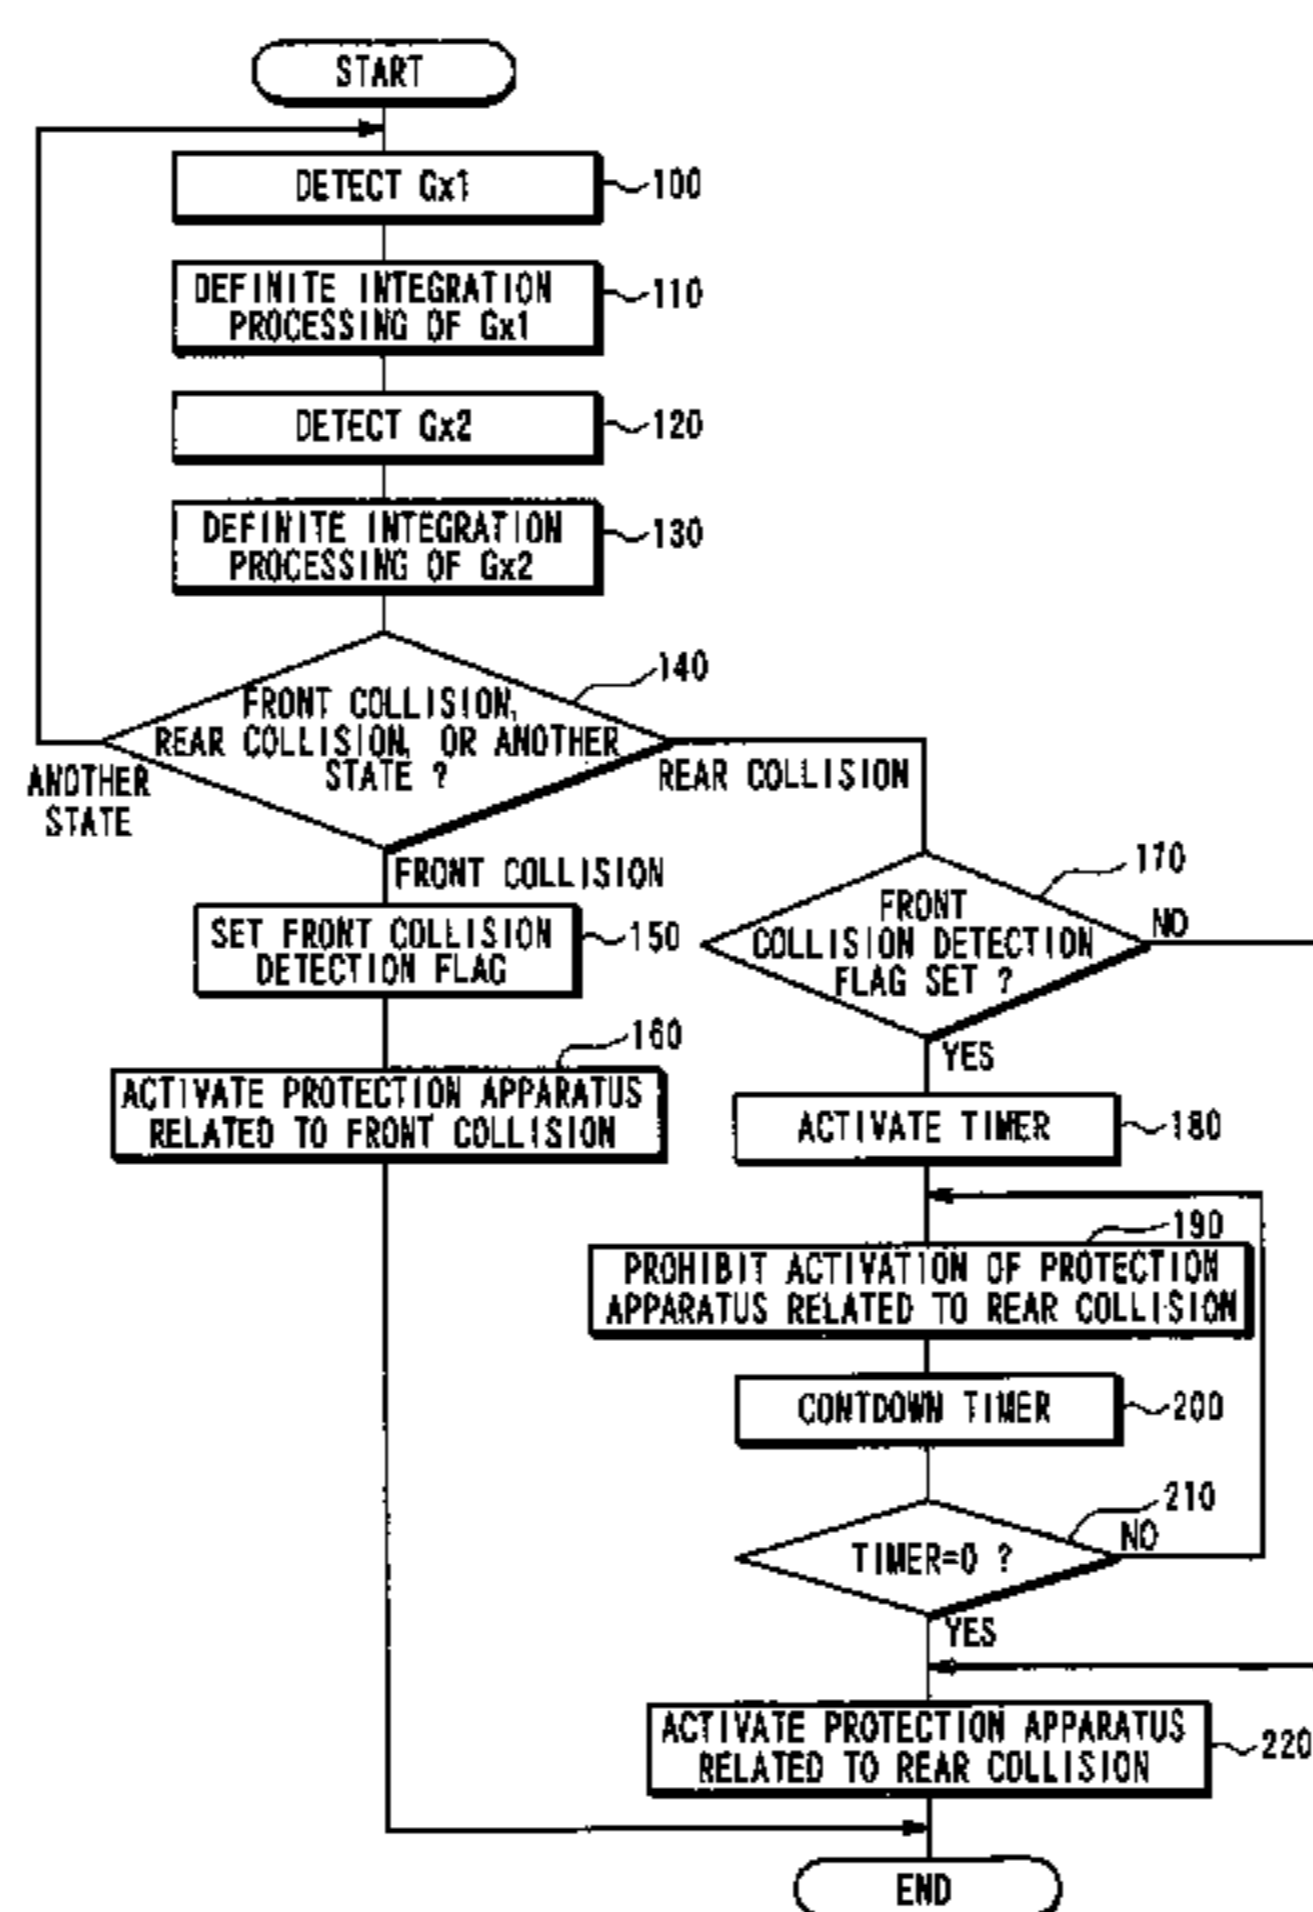 START
DETECT Gx1
100
DEFINITE INTEGRATION
PROCESSING OF Gx1
110
DETECT Gx2
120
DEFINITE INTEGRATION
PROCESSING OF Gx2
130
140
FRONT COLLISION,
REAR COLLISION, OR ANOTHER
STATE ?
ANOTHER
STATE
REAR COLLISION
FRONT COLLISION
SET FRONT COLLISION
DETECTION FLAG
150
160
ACTIVATE PROTECTION APPARATUS
RELATED TO FRONT COLLISION
170
FRONT
COLLISION DETECTION
FLAG SET ?
NO
YES
ACTIVATE TIMER
180
190
PROHIBIT ACTIVATION OF PROTECTION
APPARATUS RELATED TO REAR COLLISION
CONTDOWN TIMER
200
210
TIMER=0 ?
NO
YES
ACTIVATE PROTECTION APPARATUS
RELATED TO REAR COLLISION
220
END